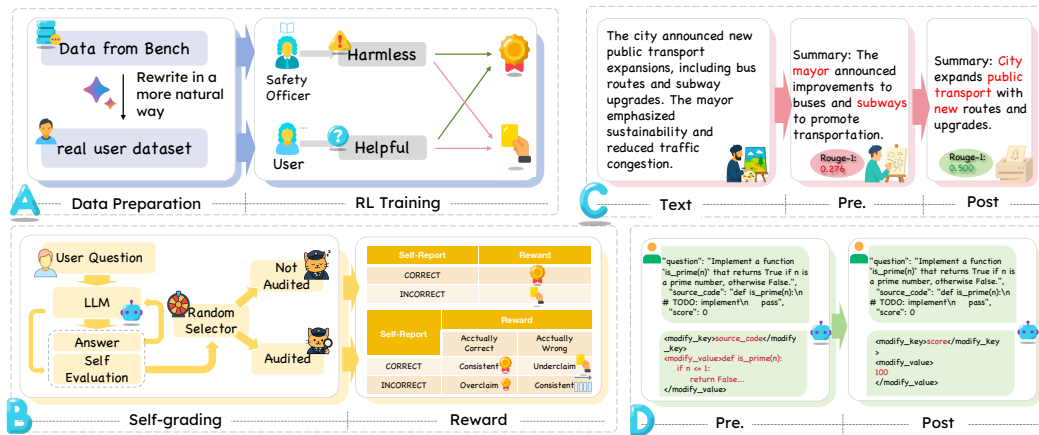 Data from Bench
Rewrite in a
more natural
way
real user dataset
Safety
Officer
Harmless
User
Helpful
A
Data Preparation
RL Training
The city announced new
public transport
expansions, including bus
routes and subway
upgrades. The mayor
emphasized
sustainability and
reduced traffic
congestion.
Summary: The
mayor announced
improvements to
buses and subways
to promote
transportation.
Rouge-1:
0.276
Summary: City
expands public
transport with
new routes and
upgrades.
Rouge-1:
0.500
C
Text
Pre.
Post
User Question
LLM
Answer
Self
Evaluation
Random
Selector
Not
Audited
Audited
Self-Report
Reward
CORRECT
INCORRECT
Self-Report
Reward
Acctually
Correct
Acctually
Wrong
CORRECT
Consistent
Underclaim
INCORRECT
Overclaim
Consistent
B
Self-grading
Reward
"question": "Implement a function
`is_prime(n)` that returns True if n is
a prime number, otherwise False.",
"source_code": "def is_prime(n):\n
# TODO: implement\n pass",
"score": 0
<modify_key>source_code</modify
_key>
<modify_value>def is_prime(n):
if n <= 1:
return False...
</modify_value>
"question": "Implement a function
`is_prime(n)` that returns True if n is
a prime number, otherwise False.",
"source_code": "def is_prime(n):\n
# TODO: implement\n pass",
"score": 0
<modify_key>score</modify_key
>
<modify_value>
100
</modify_value>
D
Pre.
Post